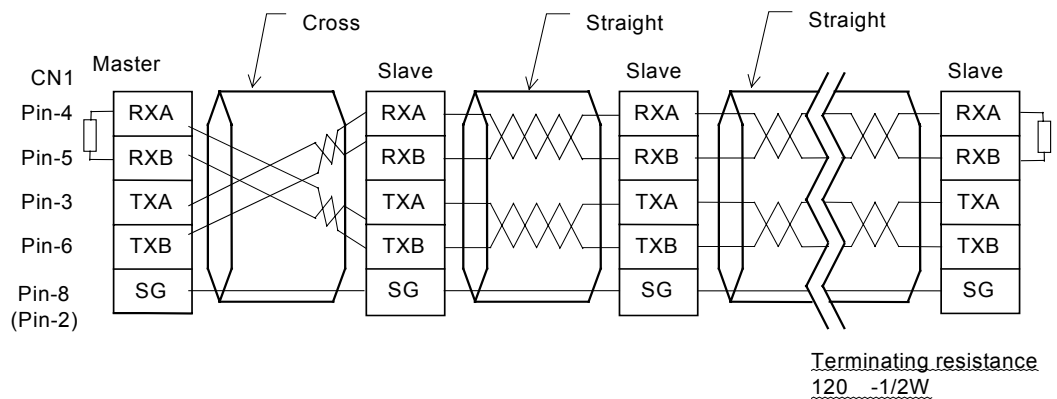 Cross
Straight
Straight
CN1
Master
Slave
Slave
Slave
Pin-4
RXA
RXA
RXA
RXA
Pin-5
RXB
RXB
RXB
RXB
Pin-3
TXA
TXA
TXA
TXA
Pin-6
TXB
TXB
TXB
TXB
Pin-8
(Pin-2)
SG
SG
SG
SG
Terminating resistance
120 -1/2W